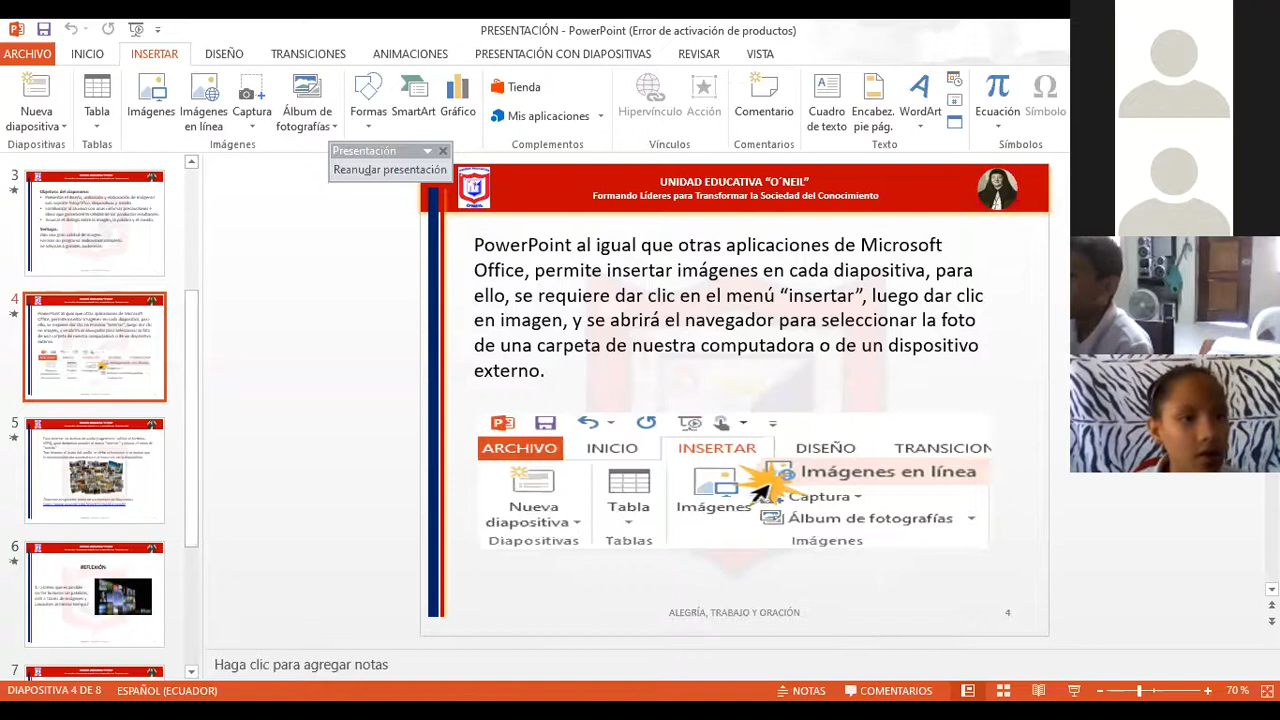 PRESENTACIÓN - PowerPoint (Error de activación de productos)
ARCHIVO INICIO INSERTAR DISEÑO TRANSICIONES ANIMACIONES PRESENTACIÓN CON DIAPOSITIVAS REVISAR VISTA
Nueva diapositiva
Tabla
Imágenes
Imágenes en línea
Captura
Álbum de fotografías
Formas
SmartArt
Gráfico
Tienda
Mis aplicaciones
Hipervínculo
Acción
Comentario
Cuadro de texto
Encabez. pie pág.
WordArt
Ecuación
Símbolo
Diapositivas Tablas Imágenes Complementos Vínculos Comentarios Texto Símbolos
Presentación
Reanudar presentación
3
4
5
6
REFLEXIÓN:
7
UNIDAD EDUCATIVA “O´NEIL”
Formando Líderes para Transformar la Sociedad del Conocimiento
PowerPoint al igual que otras aplicaciones de Microsoft
Office, permite insertar imágenes en cada diapositiva, para
ello, se requiere dar clic en el menú “insertar”, luego dar clic
en imagen, y se abrirá el navegador para seleccionar la foto
de una carpeta de nuestra computadora o de un dispositivo
externo.
ARCHIVO INICIO INSERTAR DISEÑO TRANSICION
Nueva diapositiva
Tabla
Imágenes
Imágenes en línea
Captura
Álbum de fotografías
Diapositivas Tablas Imágenes
ALEGRÍA, TRABAJO Y ORACIÓN 4
Haga clic para agregar notas
DIAPOSITIVA 4 DE 8 ESPAÑOL (ECUADOR) NOTAS COMENTARIOS 70 %